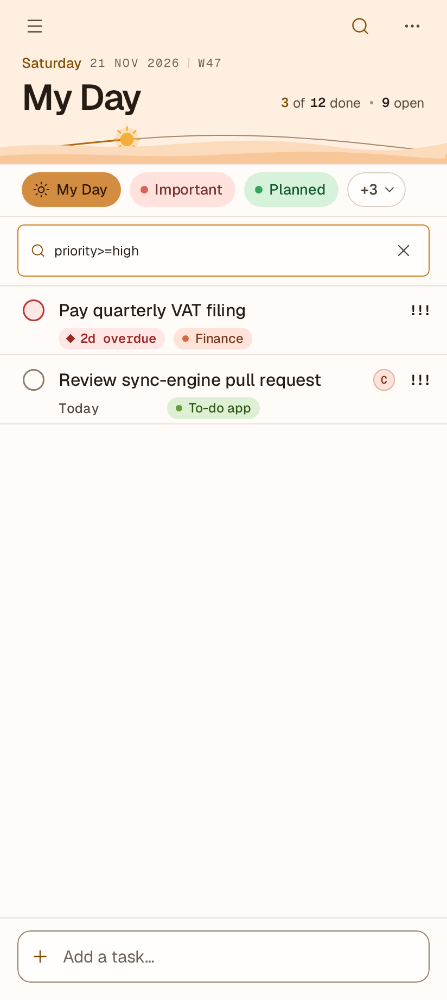 Saturday 21 NOV 2026 | W47
My Day
3 of 12 done • 9 open
My Day
Important
Planned
+3
priority>=high
Pay quarterly VAT filing !!!
2d overdue Finance
Review sync-engine pull request C !!!
Today To-do app
+ Add a task…